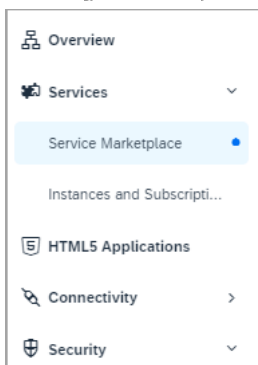 Overview
Services
Service Marketplace
Instances and Subscripti...
HTML5 Applications
Connectivity
Security